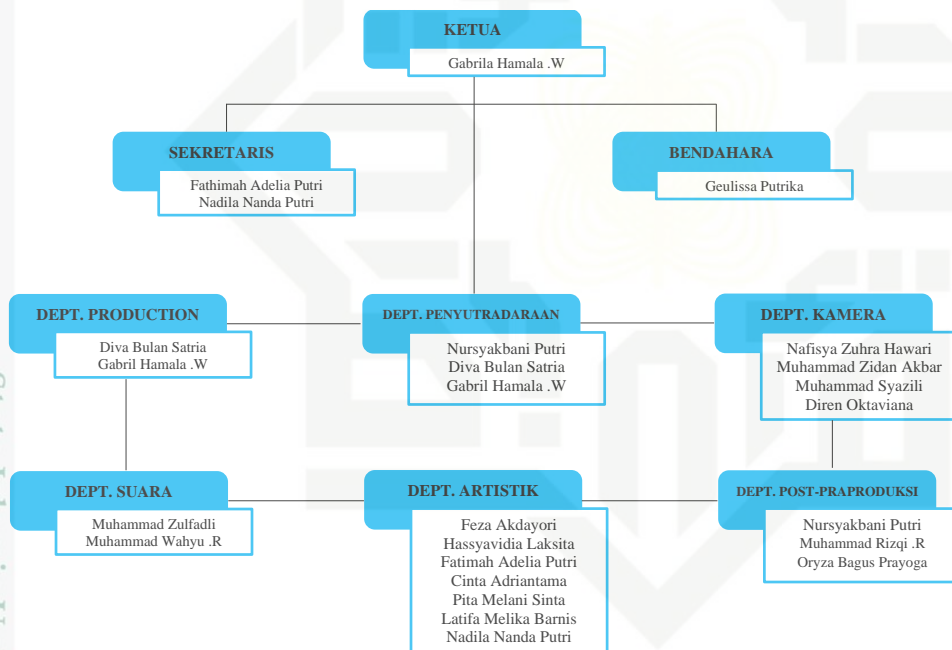 KETUA
Gabrila Hamala .W
SEKRETARIS
Fathimah Adelia Putri
Nadila Nanda Putri
BENDAHARA
Geulissa Putrika
DEPT. PRODUCTION
Diva Bulan Satria
Gabril Hamala .W
DEPT. PENYUTRADARAAN
Nursyakbani Putri
Diva Bulan Satria
Gabril Hamala .W
DEPT. KAMERA
Nafisya Zuhra Hawari
Muhammad Zidan Akbar
Muhammad Syazili
Diren Oktaviana
DEPT. SUARA
Muhammad Zulfadli
Muhammad Wahyu .R
DEPT. ARTISTIK
Feza Akdayori
Hassyavidia Laksita
Fatimah Adelia Putri
Cinta Adriantama
Pita Melani Sinta
Latifa Melika Barnis
Nadila Nanda Putri
DEPT. POST-PRAPRODUKSI
Nursyakbani Putri
Muhammad Rizqi .R
Oryza Bagus Prayoga